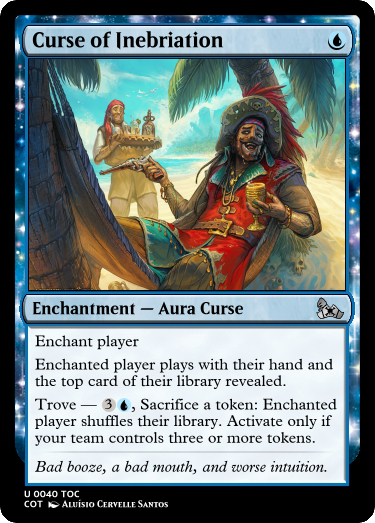 Curse of Inebriation
Enchantment — Aura Curse
Enchant player
Enchanted player plays with their hand and
the top card of their library revealed.
Trove — 3, Sacrifice a token: Enchanted
player shuffles their library. Activate only if
your team controls three or more tokens.
Bad booze, a bad mouth, and worse intuition.
U 0040 TOC
COT Aluísio Cervelle Santos